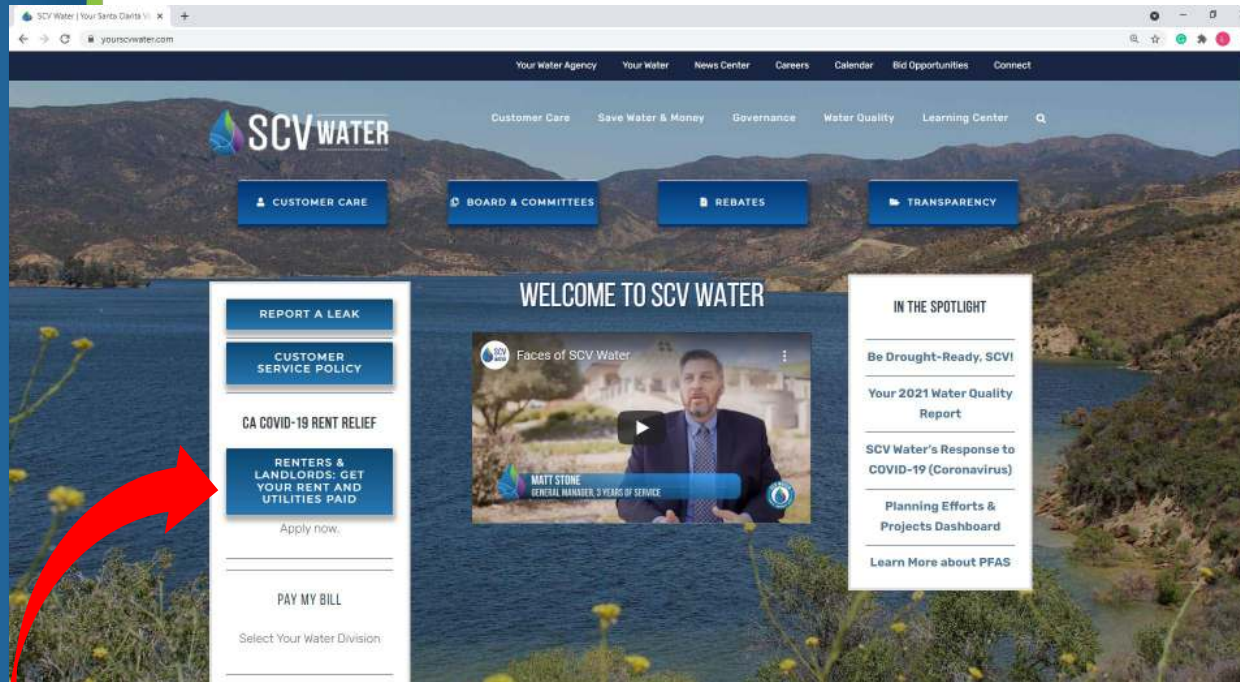 SCV Water | Your Santa Clarita V
yourscvwater.com
Your Water Agency Your Water News Center Careers Calendar Bid Opportunities Connect
SCV WATER
Customer Care Save Water & Money Governance Water Quality Learning Center
CUSTOMER CARE BOARD & COMMITTEES REBATES TRANSPARENCY
REPORT A LEAK
CUSTOMER
SERVICE POLICY
CA COVID-19 RENT RELIEF
RENTERS &
LANDLORDS: GET
YOUR RENT AND
UTILITIES PAID
Apply now.
PAY MY BILL
Select Your Water Division
WELCOME TO SCV WATER
SCV
WATER
Faces of SCV Water
MATT STONE
GENERAL MANAGER, 3 YEARS OF SERVICE
IN THE SPOTLIGHT
Be Drought-Ready, SCV!
Your 2021 Water Quality
Report
SCV Water's Response to
COVID-19 (Coronavirus)
Planning Efforts &
Projects Dashboard
Learn More about PFAS